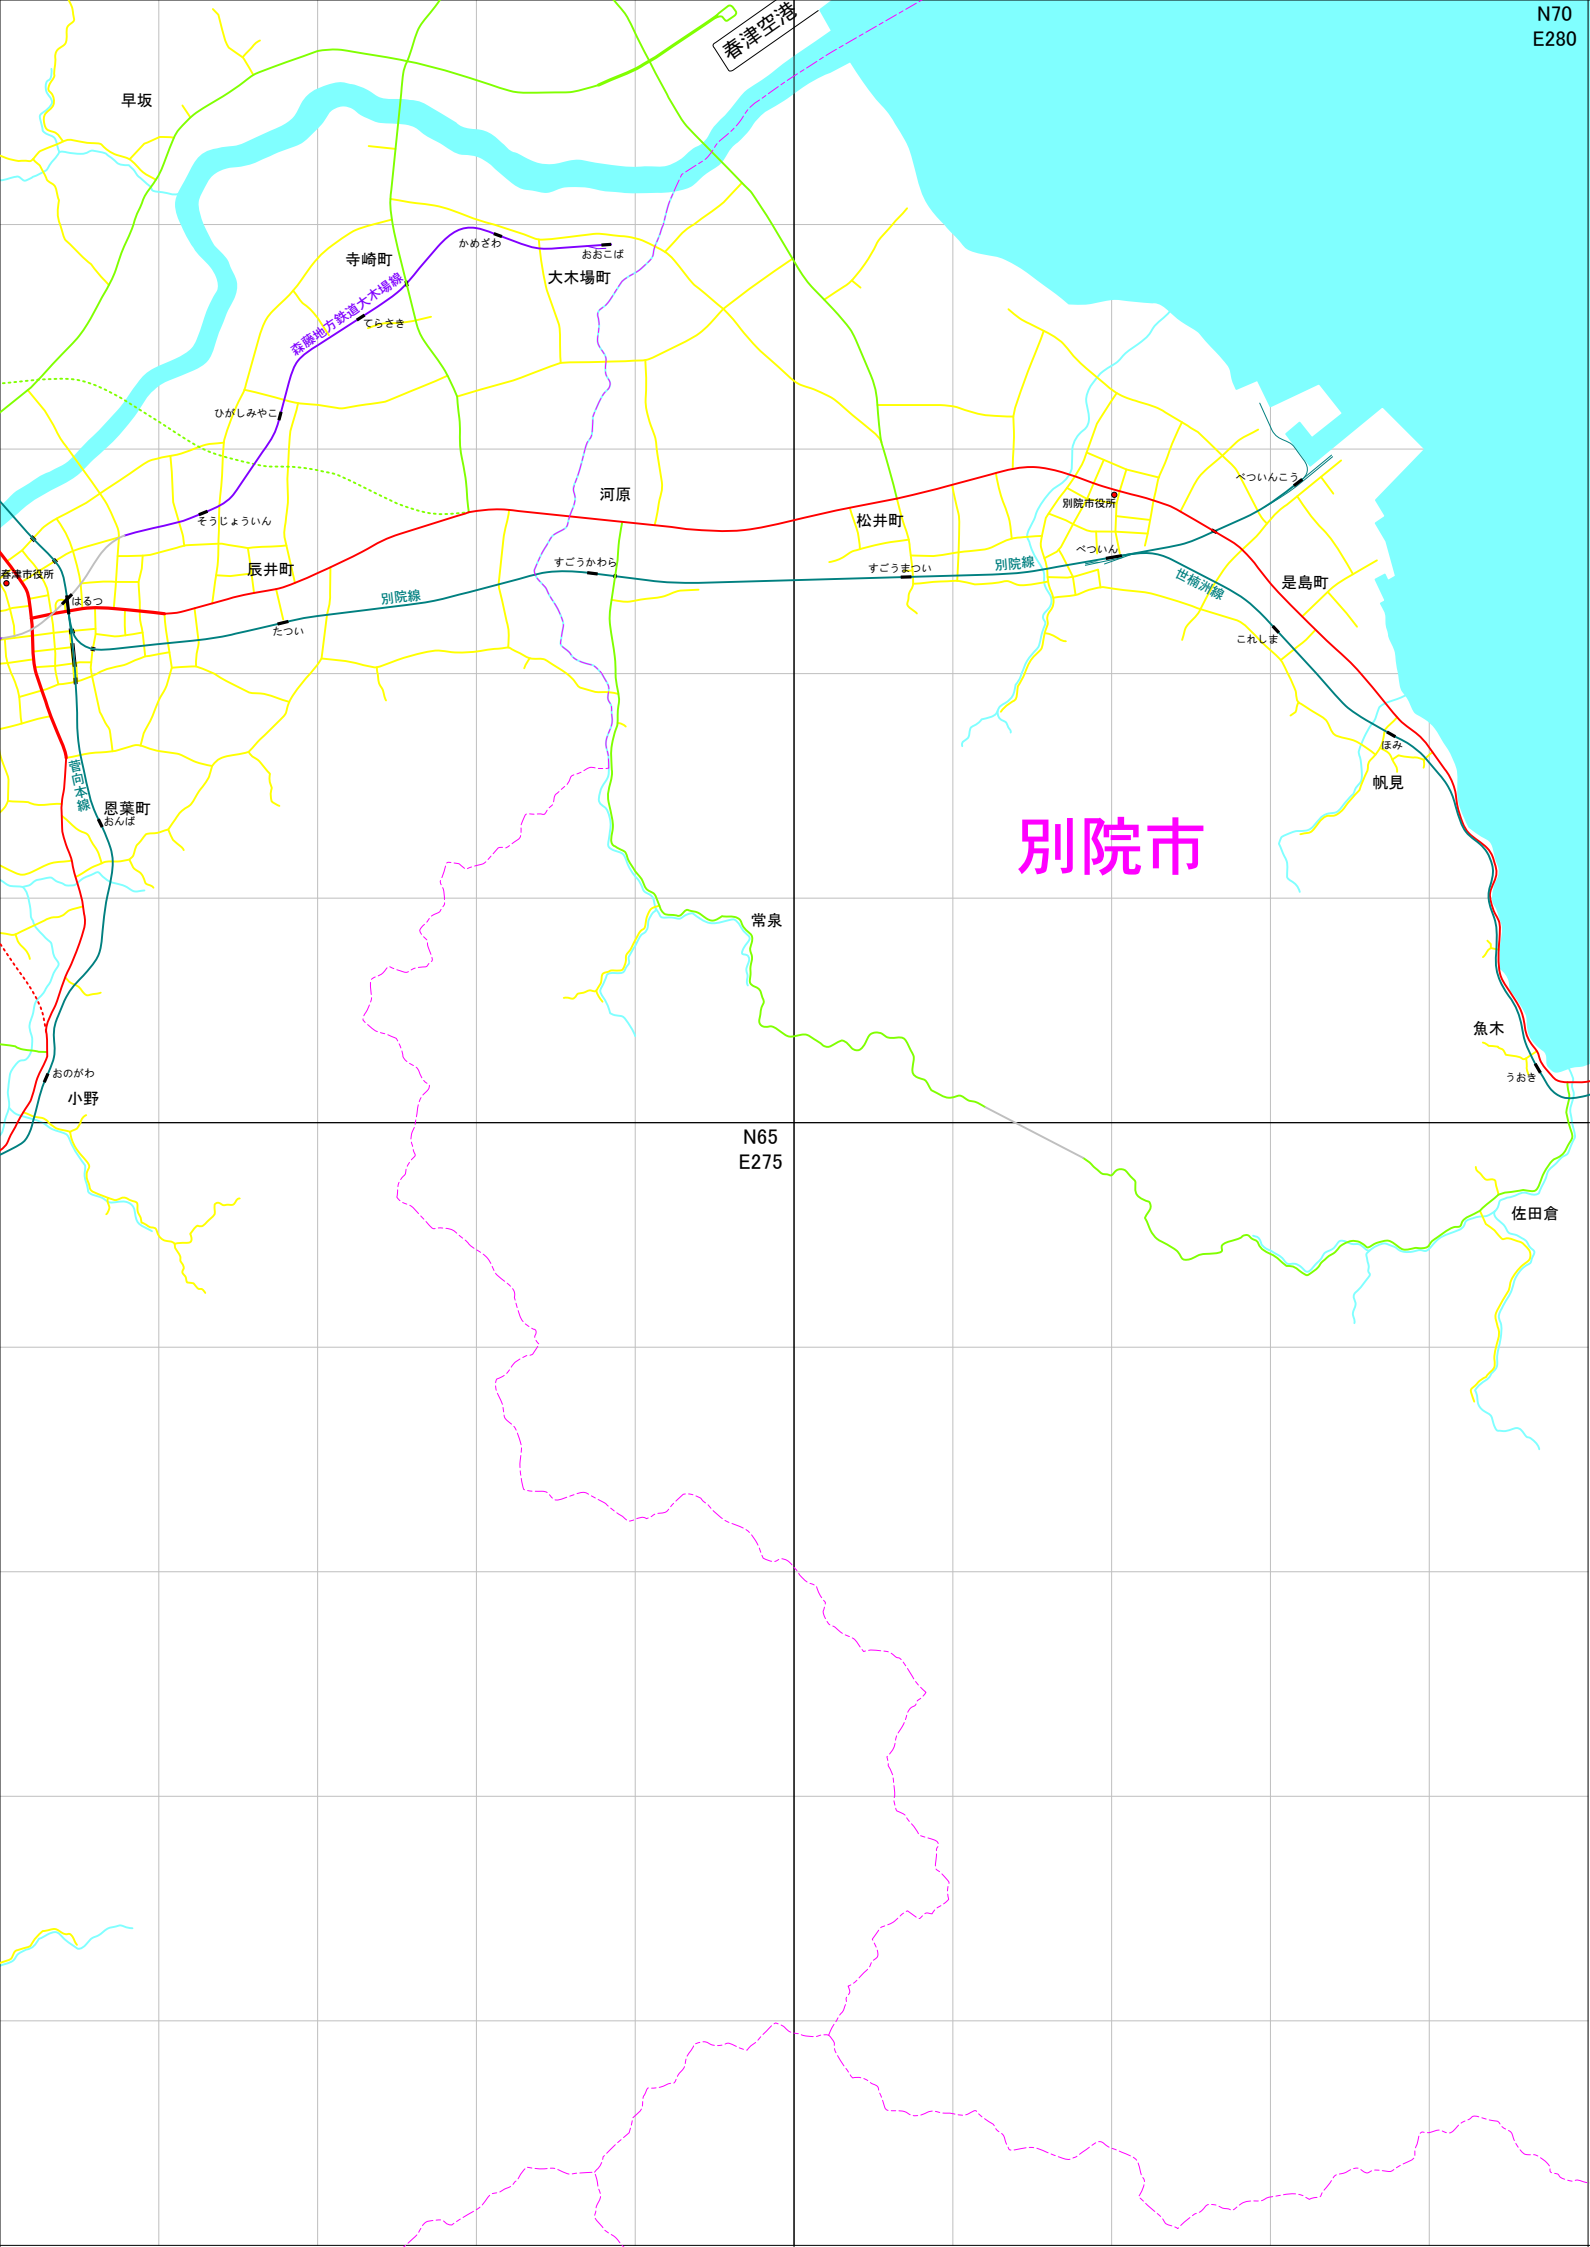 春津空港
N70
E280
早坂
寺崎町
かめざわ
おおこば
大木場町
森藤地方鉄道大木場線
てらさき
ひがしみやこ
そうじょういん
河原
松井町
別院市役所
べついんこう
べついん
別院線
すごうかわら
すごうまつい
世楠洲線
是島町
これしま
春津市役所
はるつ
辰井町
別院線
たつい
菅向本線
恩葉町
おんば
ほみ
帆見
別院市
常泉
魚木
うおき
おのがわ
小野
N65
E275
佐田倉